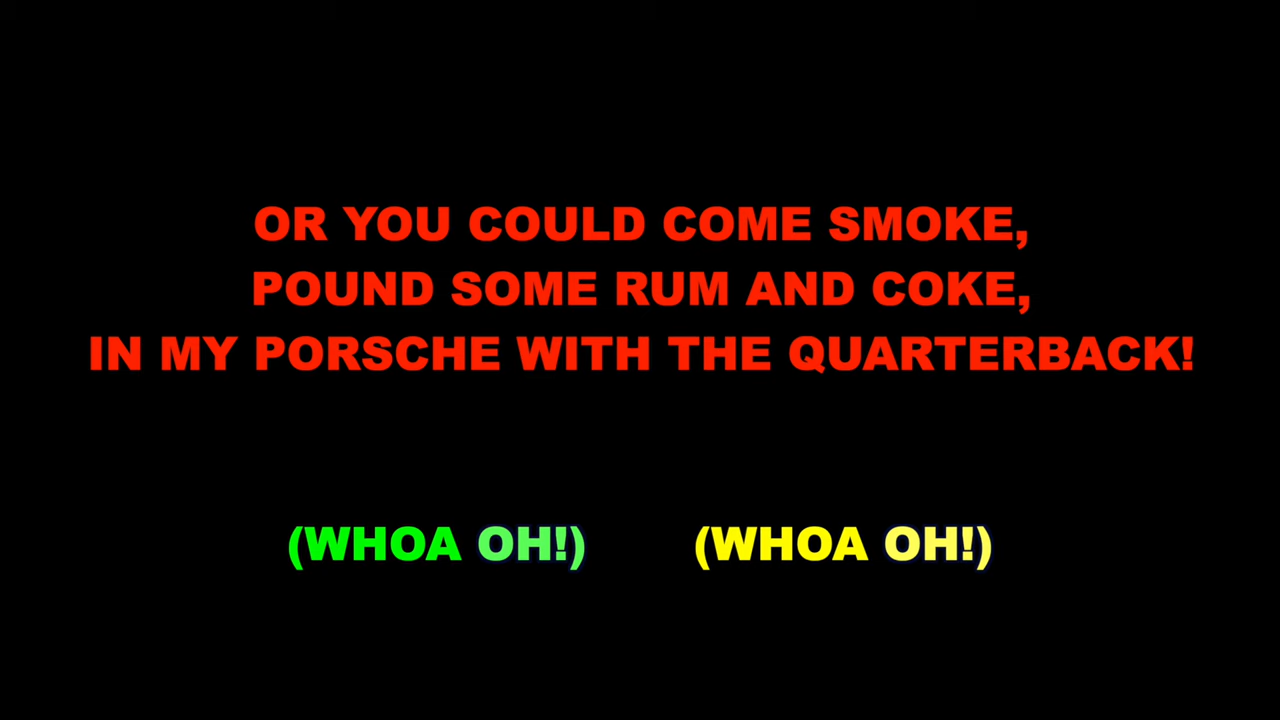 OR YOU COULD COME SMOKE,
POUND SOME RUM AND COKE,
IN MY PORSCHE WITH THE QUARTERBACK!
(WHOA OH!) (WHOA OH!)